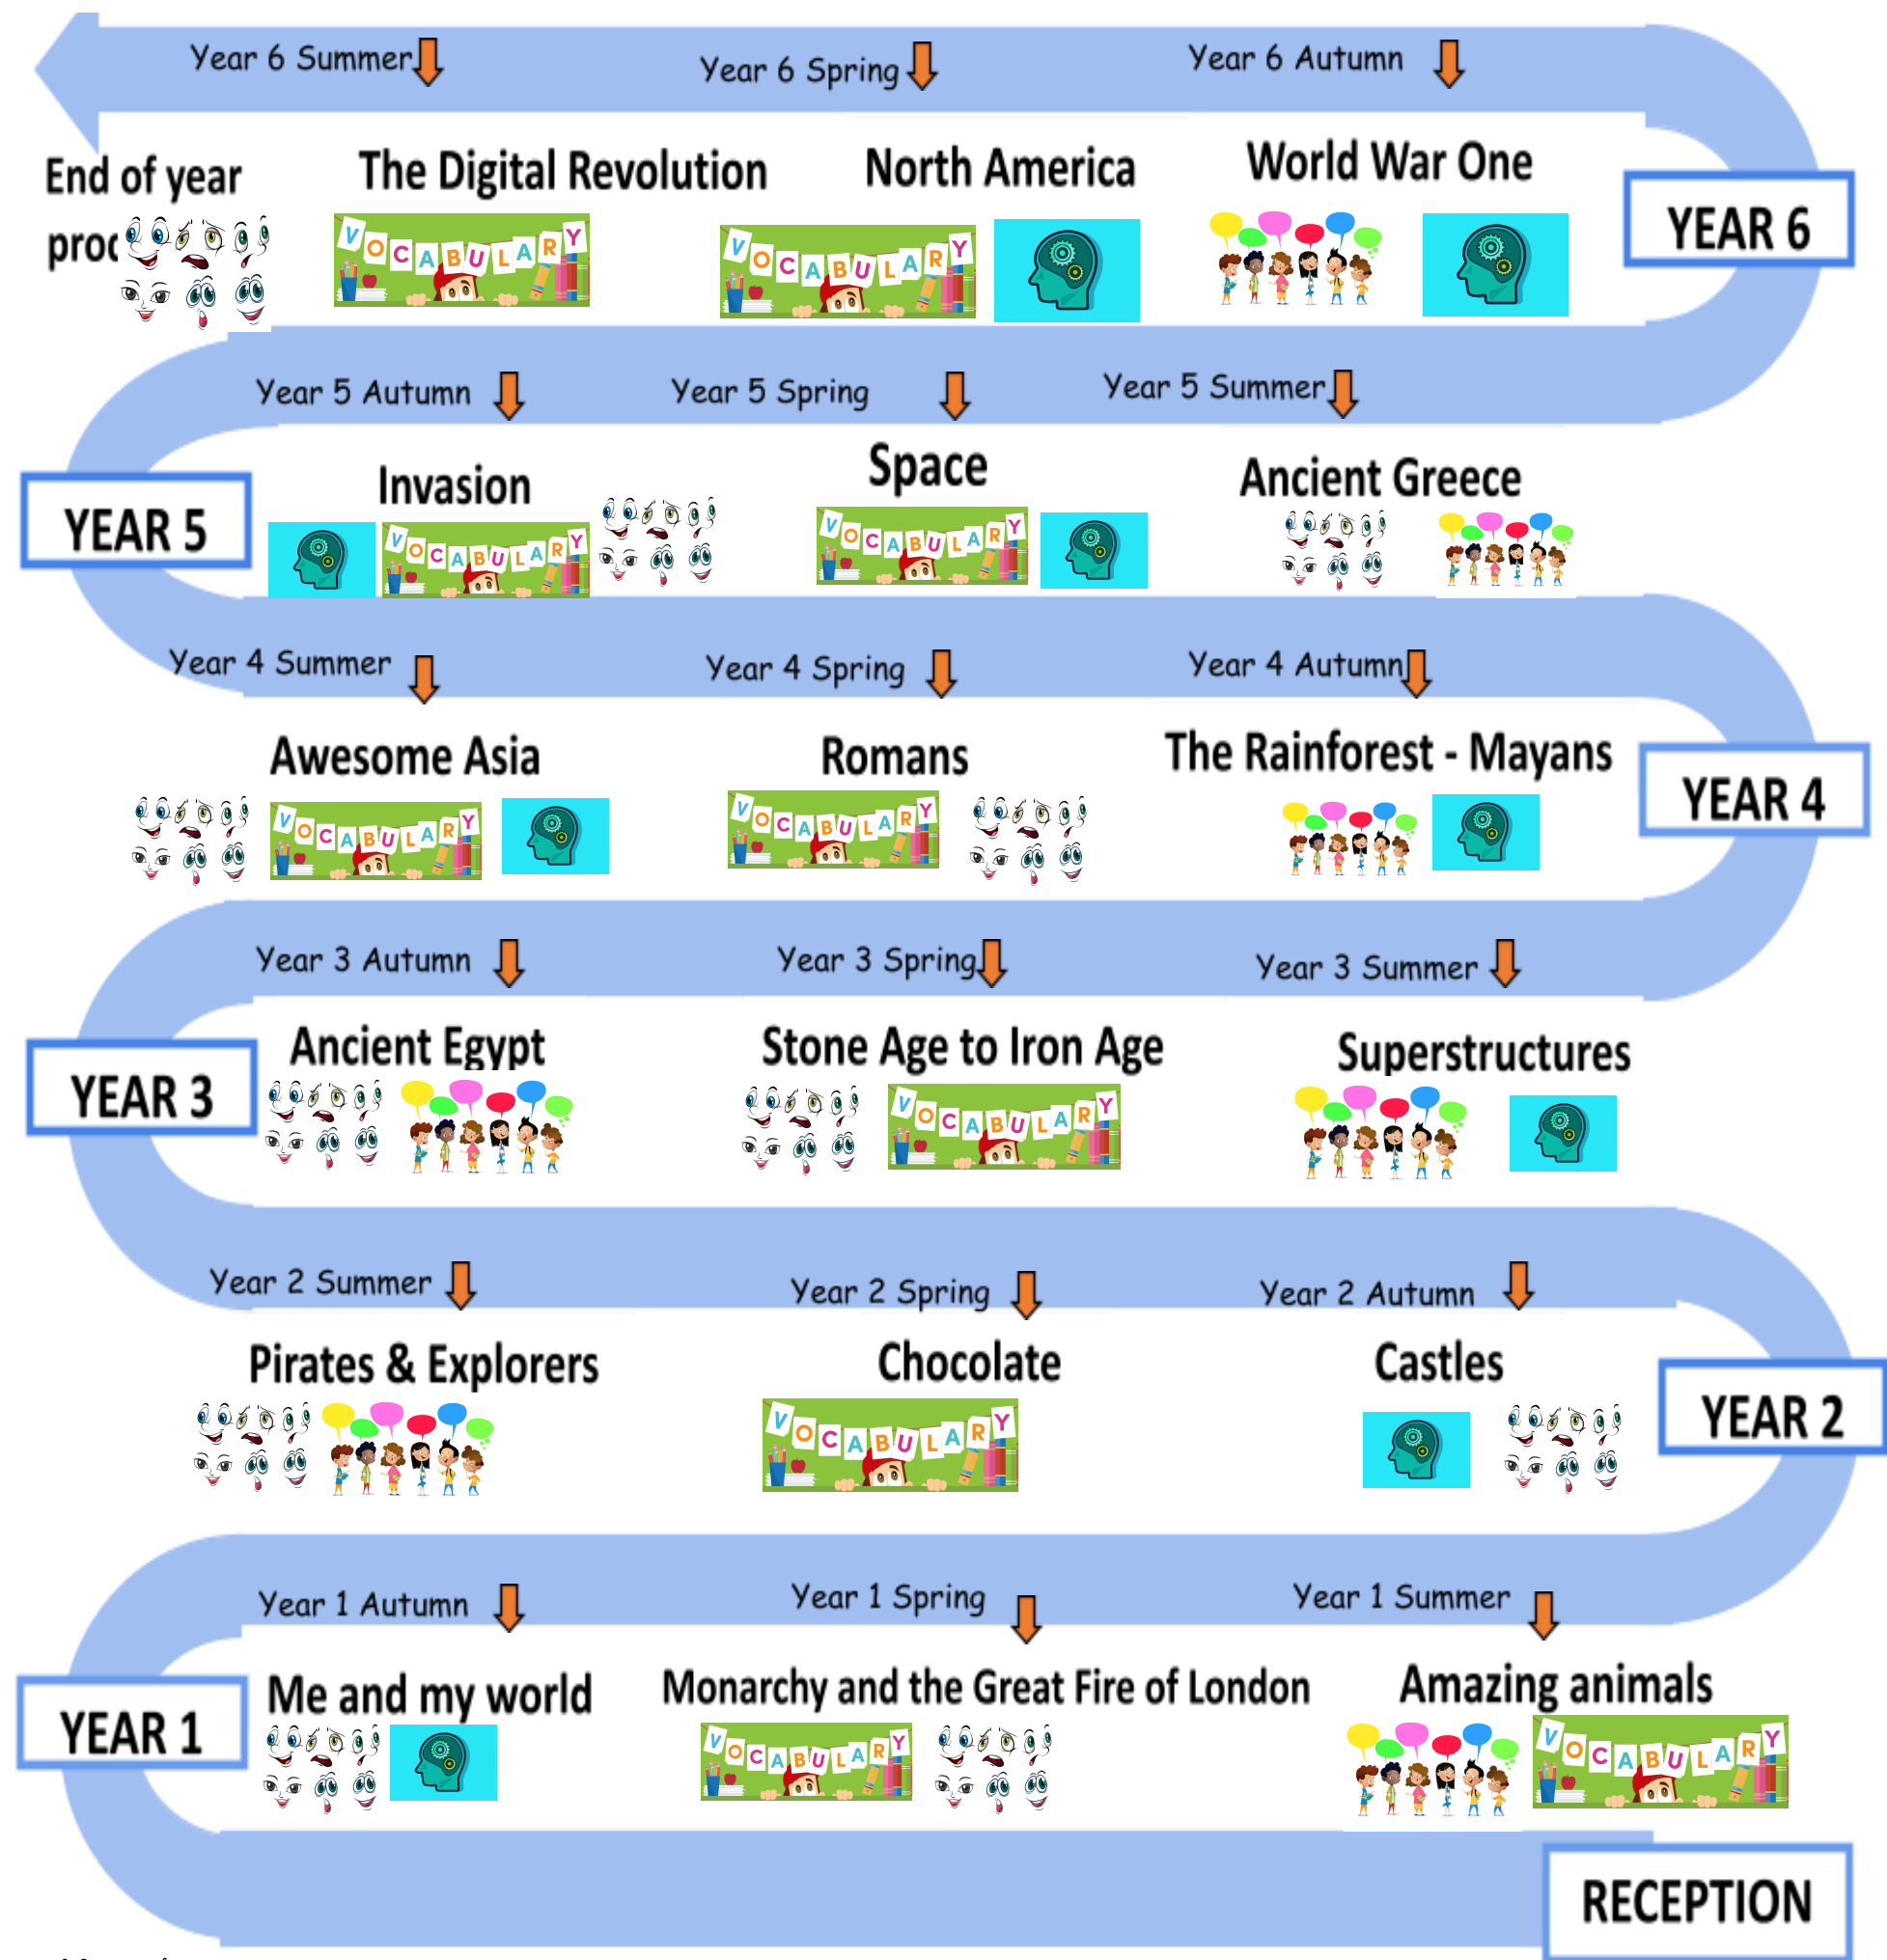 Year 6 Summer
Year 6 Spring
Year 6 Autumn
End of year
The Digital Revolution
North America
World War One
YEAR 6
VOCABULARY
VOCABULARY
Year 5 Autumn
Year 5 Spring
Year 5 Summer
YEAR 5
Invasion
Space
Ancient Greece
VOCABULARY
VOCABULARY
Year 4 Summer
Year 4 Spring
Year 4 Autumn
Awesome Asia
Romans
The Rainforest - Mayans
YEAR 4
VOCABULARY
VOCABULARY
Year 3 Autumn
Year 3 Spring
Year 3 Summer
YEAR 3
Ancient Egypt
Stone Age to Iron Age
Superstructures
VOCABULARY
Year 2 Summer
Year 2 Spring
Year 2 Autumn
Pirates & Explorers
Chocolate
Castles
YEAR 2
VOCABULARY
Year 1 Autumn
Year 1 Spring
Year 1 Summer
YEAR 1
Me and my world
Monarchy and the Great Fire of London
Amazing animals
VOCABULARY
VOCABULARY
RECEPTION